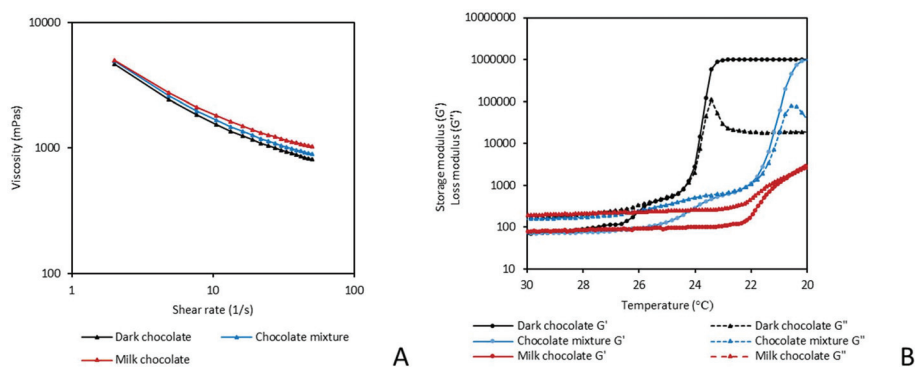 10000
1000
100
Viscosity (mPas)
1
10
100
Shear rate (1/s)
Dark chocolate
Chocolate mixture
Milk chocolate
A
10000000
1000000
100000
10000
1000
100
10
Storage modulus (G')
Loss modulus (G'')
30
28
26
24
22
20
Temperature (°C)
Dark chocolate G'
Dark chocolate G''
Chocolate mixture G'
Chocolate mixture G''
Milk chocolate G'
Milk chocolate G''
B